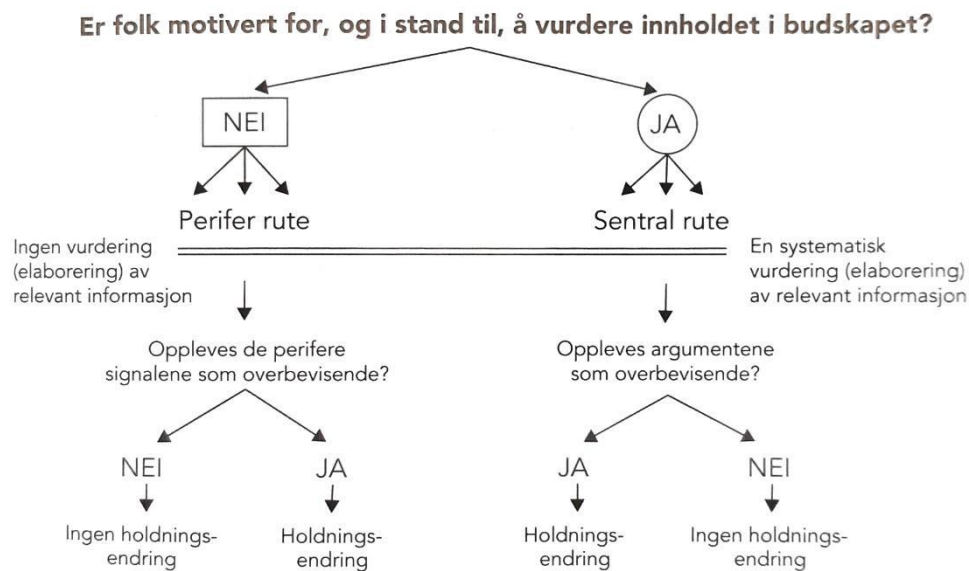 Er folk motivert for, og i stand til, å vurdere innholdet i budskapet?
NEI
JA
Perifer rute
Sentral rute
Ingen vurdering
(elaborering) av
relevant informasjon
En systematisk
vurdering (elaborering)
av relevant informasjon
Oppleves de perifere
signalene som overbevisende?
Oppleves argumentene
som overbevisende?
NEI
JA
JA
NEI
Ingen holdnings-
endring
Holdnings-
endring
Holdnings-
endring
Ingen holdnings-
endring